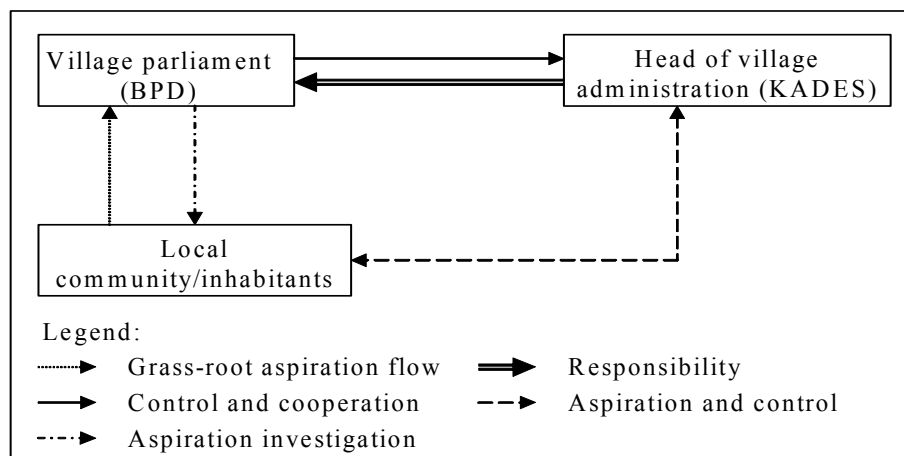 Village parliament
(BPD)
Head of village
administration (KADES)
Local
community/inhabitants
Legend:
Grass-root aspiration flow
Responsibility
Control and cooperation
Aspiration and control
Aspiration investigation